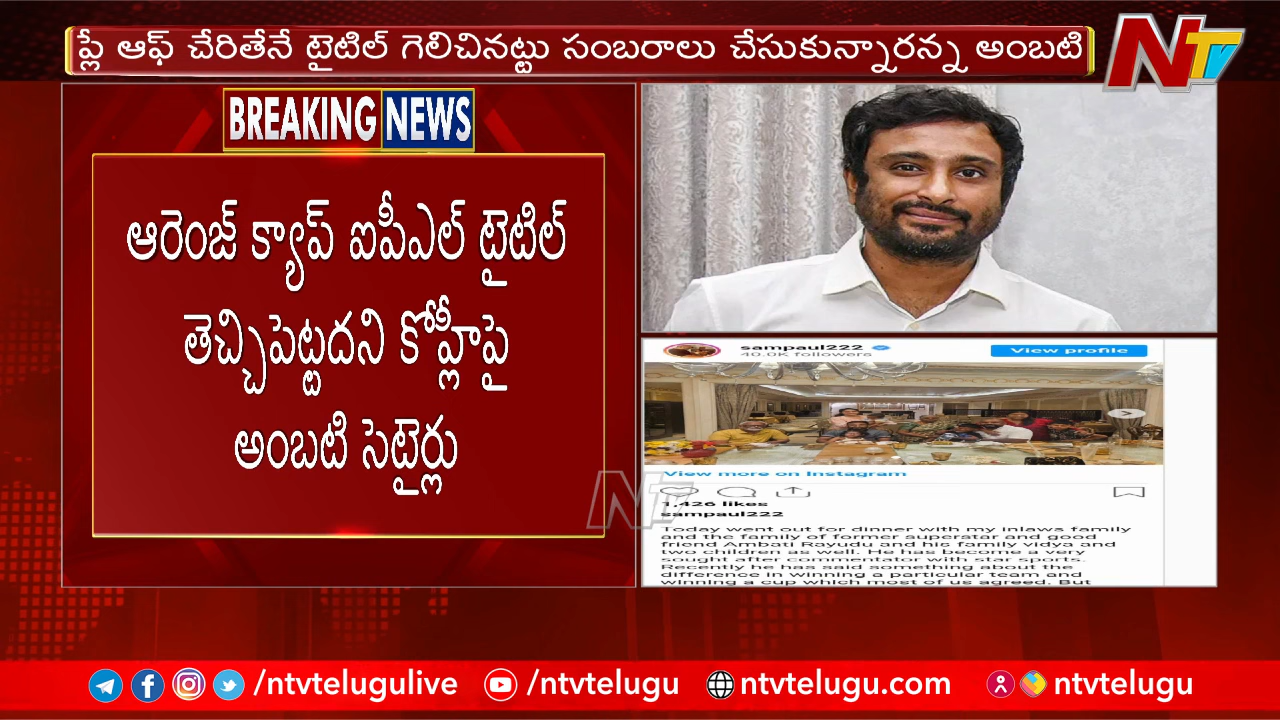 ప్లే ఆఫ్ చేరితేనే టైటిల్ గెలిచినట్టు సంబరాలు చేసుకున్నారన్న అంబటి
NTV
BREAKING NEWS
ఆరెంజ్ క్యాప్ ఐపీఎల్ టైటిల్
తెచ్చిపెట్టదని కోహ్లీపై
అంబటి సెటైర్లు
sampaul222
40.0K followers
View profile
View more on Instagram
1,426 likes
sampaul222
Today went out for dinner with my inlaws family
and the family of former superstar and good
friend Ambati Rayudu and his family vidya and
two children as well. He has become a very
sought after commentator with star sports.
Recently he has said something about the
difference in winning a particular team and
winning a cup which most of us agreed. But
NTV
/ntvtelugulive
/ntvtelugu
ntvtelugu.com
ntvtelugu